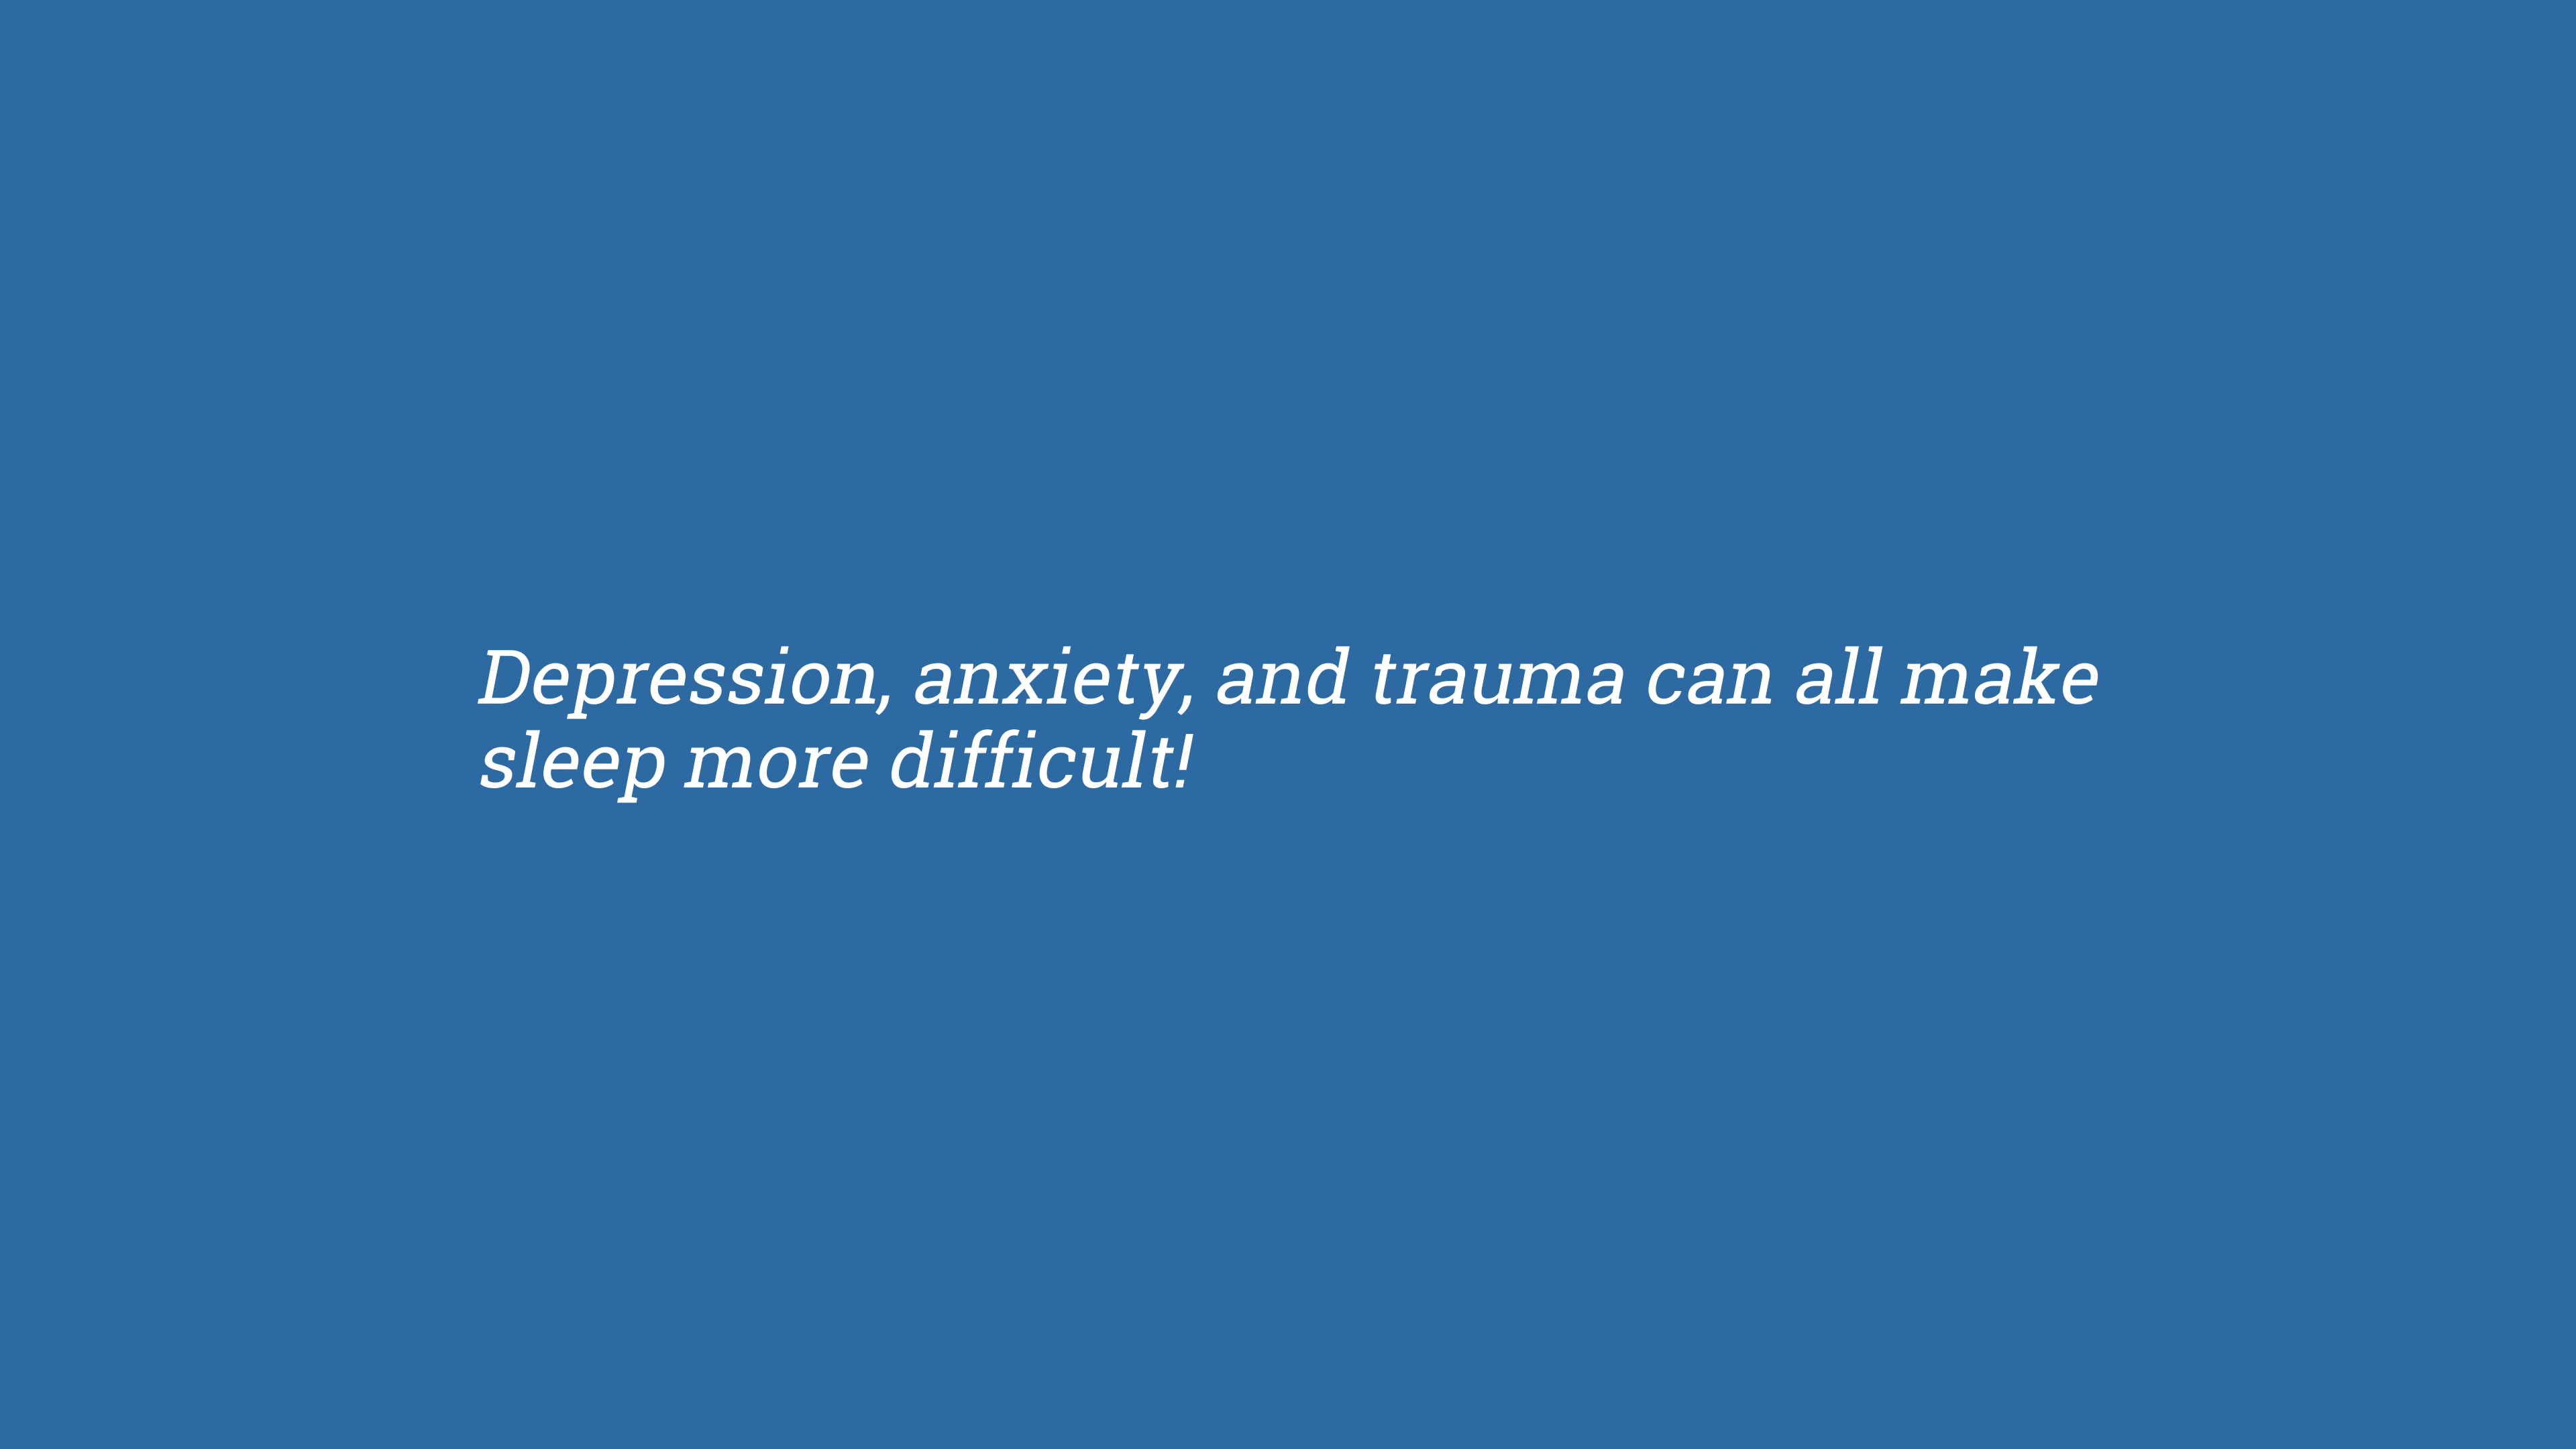 Depression, anxiety, and trauma can all make
sleep more difficult!